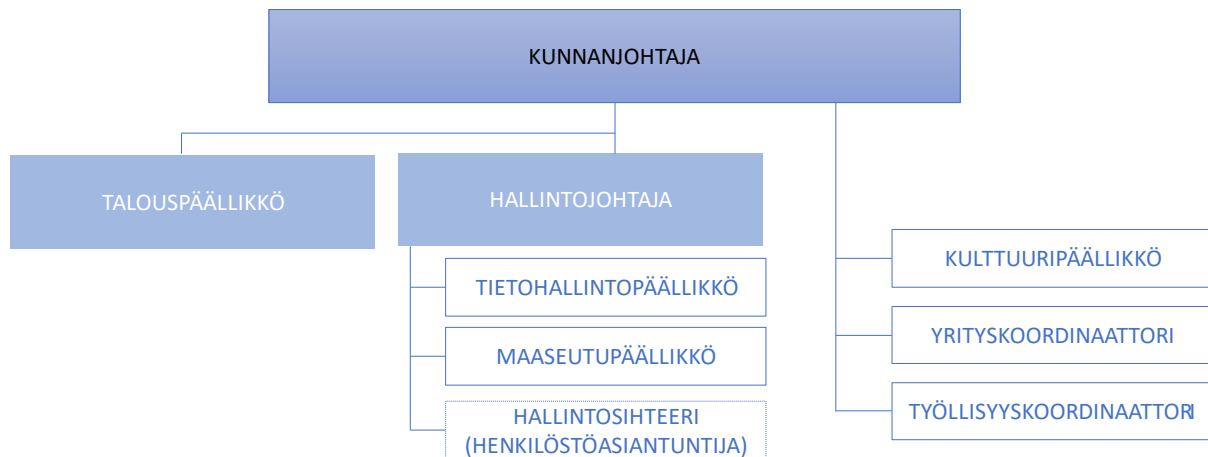 KUNNANJOHTAJA
TALOUSPÄÄLLIKKÖ
HALLINTOJOHTAJA
TIETOHALLINTOPÄÄLLIKKÖ
MAASEUTUPÄÄLLIKKÖ
HALLINTOSIHTEERI
(HENKILÖSTÖASIANTUNTIJA)
KULTTUURIPÄÄLLIKKÖ
YRITYSKOORDINAATTORI
TYÖLLISYYSKOORDINAATTORI